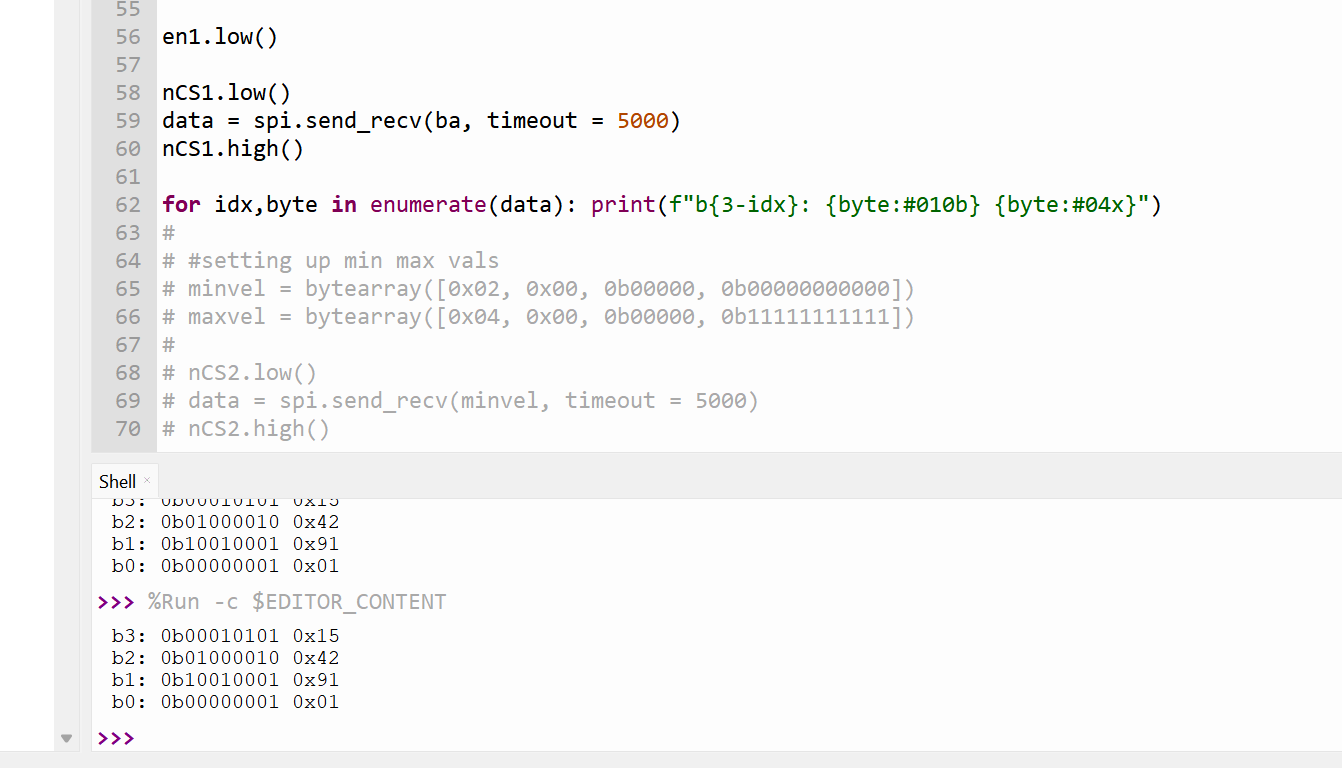 55
56 en1.low()
57
58 nCS1.low()
59 data = spi.send_recv(ba, timeout = 5000)
60 nCS1.high()
61
62 for idx,byte in enumerate(data): print(f"b{3-idx}: {byte:#010b} {byte:#04x}")
63 #
64 # #setting up min max vals
65 # minvel = bytearray([0x02, 0x00, 0b00000, 0b00000000000])
66 # maxvel = bytearray([0x04, 0x00, 0b00000, 0b11111111111])
67 #
68 # nCS2.low()
69 # data = spi.send_recv(minvel, timeout = 5000)
70 # nCS2.high()
Shell ×
b3: 0b00010101 0x15
b2: 0b01000010 0x42
b1: 0b10010001 0x91
b0: 0b00000001 0x01
>>> %Run -c $EDITOR_CONTENT
b3: 0b00010101 0x15
b2: 0b01000010 0x42
b1: 0b10010001 0x91
b0: 0b00000001 0x01
>>>